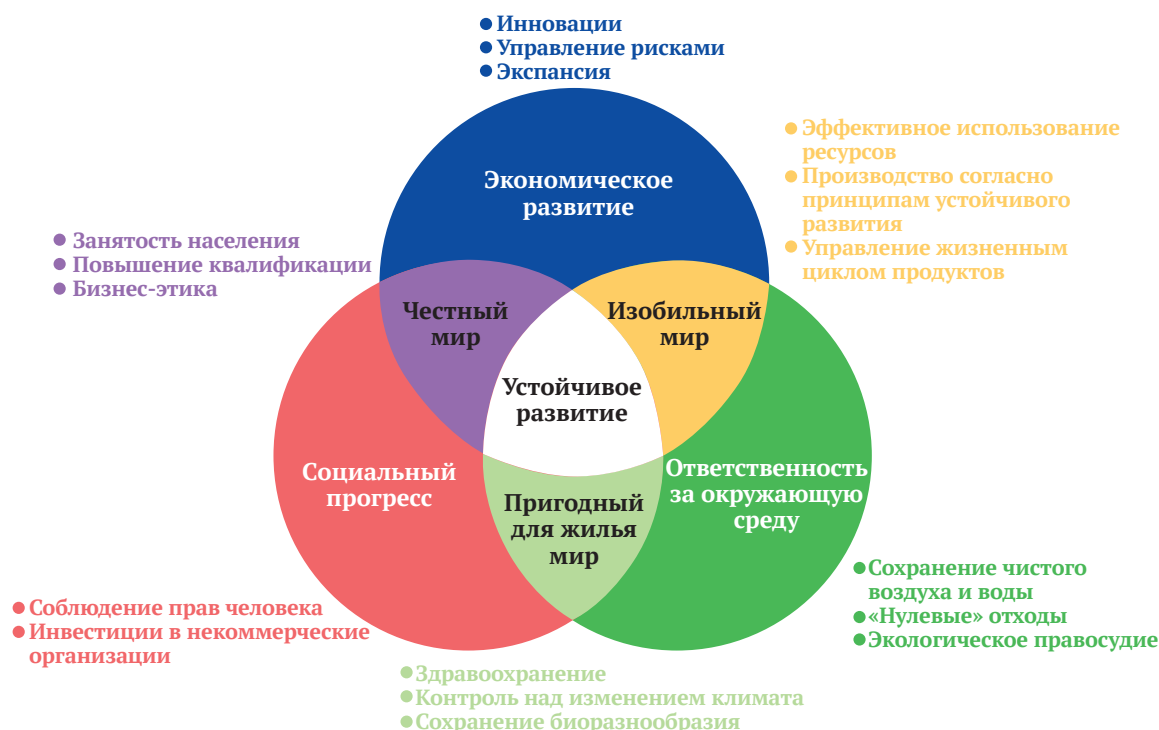 ● Инновации
● Управление рисками
● Экспансия
● Эффективное использование
ресурсов
● Производство согласно
принципам устойчивого
развития
● Управление жизненным
циклом продуктов
● Занятость населения
● Повышение квалификации
● Бизнес-этика
Экономическое
развитие
Честный
мир
Изобильный
мир
Устойчивое
развитие
Социальный
прогресс
Ответственность
за окружающую
среду
Пригодный
для жилья
мир
● Соблюдение прав человека
● Инвестиции в некоммерческие
организации
● Сохранение чистого
воздуха и воды
● «Нулевые» отходы
● Экологическое правосудие
● Здравоохранение
● Контроль над изменением климата
● Сохранение биоразнообразия